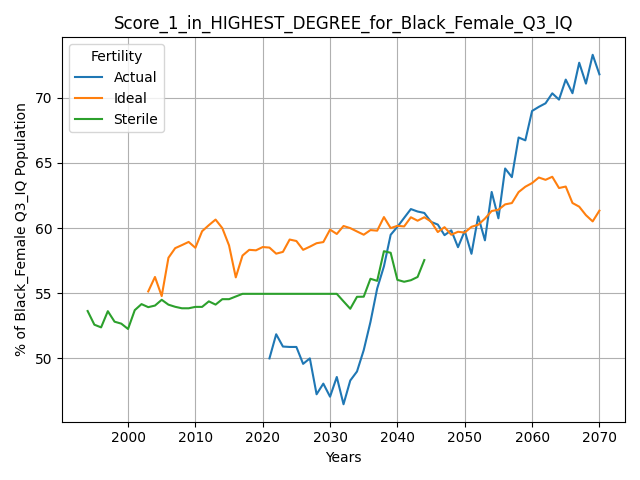 Score_1_in_HIGHEST_DEGREE_for_Black_Female_Q3_IQ
Fertility
Actual
Ideal
Sterile
% of Black_Female Q3_IQ Population
70
65
60
55
50
2000 2010 2020 2030 2040 2050 2060 2070
Years